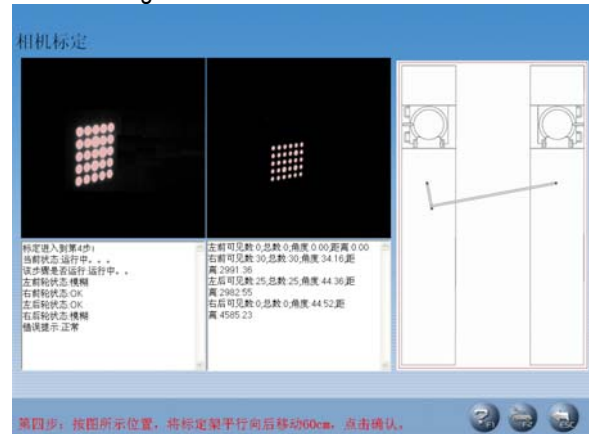 相机标定
标定进入到第4步:
当前状态:运行中。。。
该步骤是否运行:运行中。。
左前轮状态:模糊
右前轮状态:OK
左后轮状态:OK
右后轮状态:模糊
错误提示:正常
左前可见数:0,总数:0,角度:0.00,距离:0.00
右前可见数:30,总数:30,角度:34.16,距
离:2991.36
左后可见数:25,总数:25,角度:44.36,距
离:2982.55
右后可见数:0,总数:0,角度:44.52,距
离:4585.23
第四步：按图所示位置，将标定架平行向后移动60cm，点击确认。
F1
F2
ESC